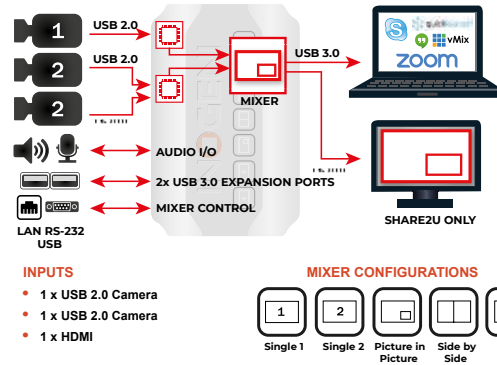 1
USB 2.0
2
USB 2.0
2
USB 3.0
vMix
zoom
MIXER
AUDIO I/O
2x USB 3.0 EXPANSION PORTS
MIXER CONTROL
LAN RS-232
USB
SHARE2U ONLY
INPUTS
• 1 x USB 2.0 Camera
• 1 x USB 2.0 Camera
• 1 x HDMI
MIXER CONFIGURATIONS
1
2
Single 1
Single 2
Picture in
Picture
Side by
Side